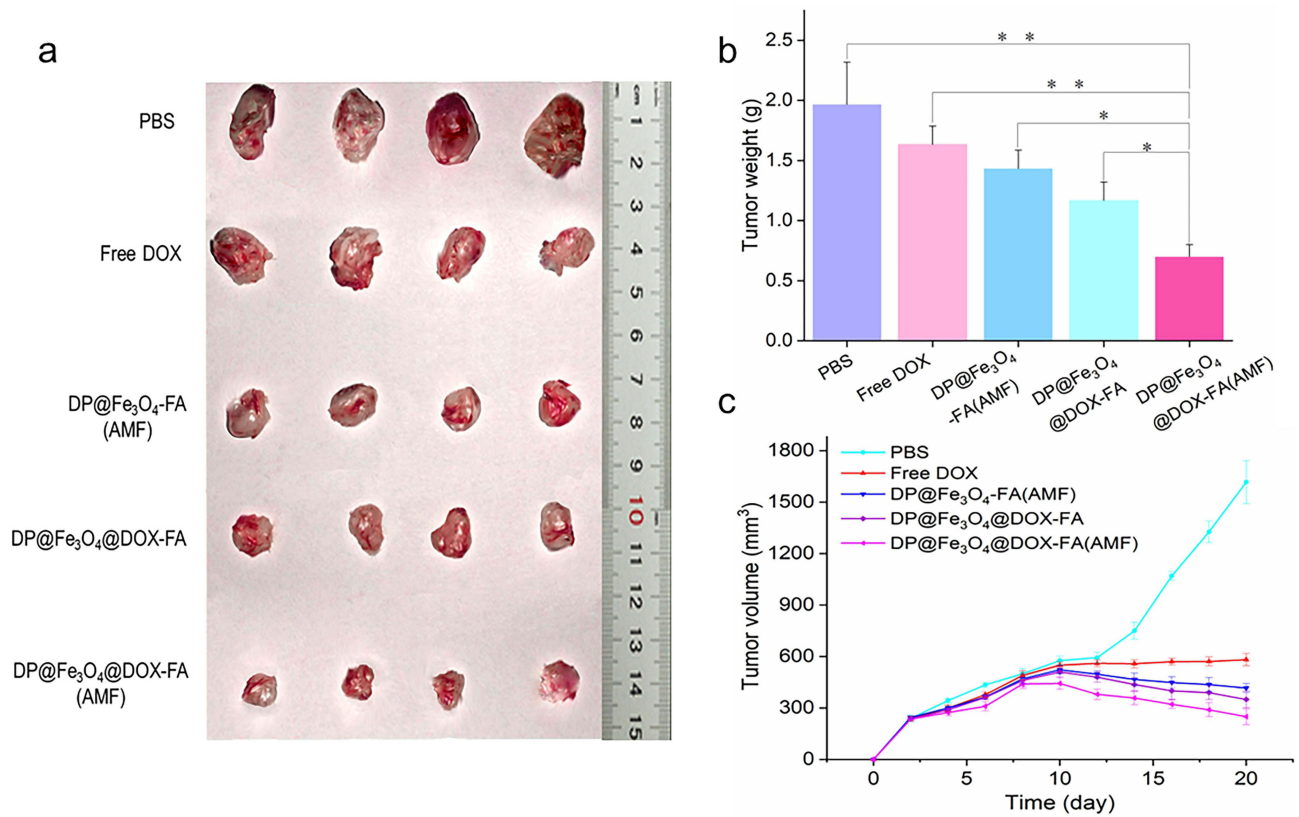 a
PBS
Free DOX
DP@Fe₃O₄-FA
(AMF)
DP@Fe₃O₄@DOX-FA
DP@Fe₃O₄@DOX-FA
(AMF)
cm
1
2
3
4
5
6
7
8
9
10
11
12
13
14
15
b
Tumor weight (g)
2.5
2.0
1.5
1.0
0.5
0.0
* *
* *
*
*
PBS
Free DOX
DP@Fe₃O₄
-FA(AMF)
DP@Fe₃O₄
@DOX-FA
DP@Fe₃O₄
@DOX-FA(AMF)
c
Tumor volume (mm³)
1800
1500
1200
900
600
300
0
PBS
Free DOX
DP@Fe₃O₄-FA(AMF)
DP@Fe₃O₄@DOX-FA
DP@Fe₃O₄@DOX-FA(AMF)
0 5 10 15 20
Time (day)